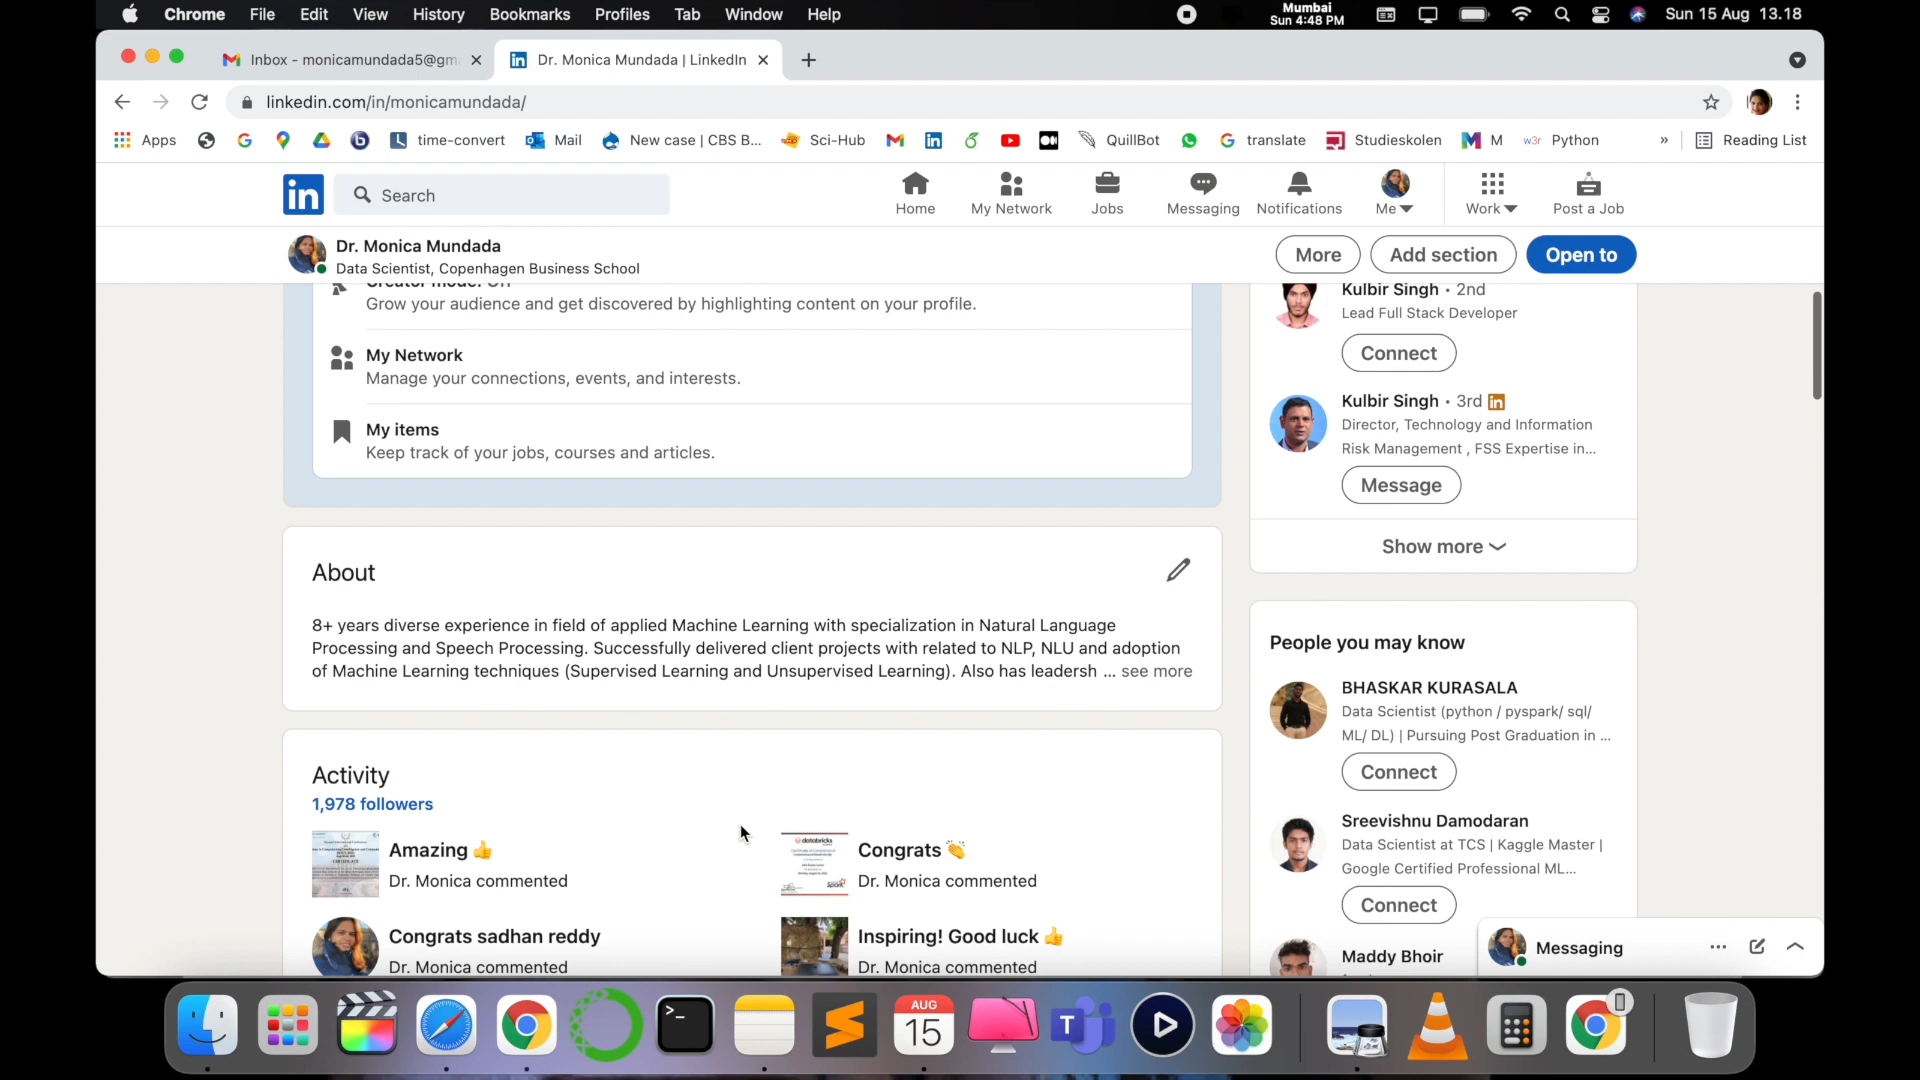 Chrome File Edit View History Bookmarks Profiles Tab Window Help
Mumbai
Sun 4:48 PM
Sun 15 Aug 13.18
Inbox - monicamundada5@gm
Dr. Monica Mundada | LinkedIn
linkedin.com/in/monicamundada/
Apps time-convert Mail New case | CBS B... Sci-Hub QuillBot translate Studieskolen M w3r Python » Reading List
in Search
Home My Network Jobs Messaging Notifications Me Work Post a Job
Dr. Monica Mundada
Data Scientist, Copenhagen Business School
More Add section Open to
Creator mode: Off
Grow your audience and get discovered by highlighting content on your profile.
My Network
Manage your connections, events, and interests.
My items
Keep track of your jobs, courses and articles.
About
8+ years diverse experience in field of applied Machine Learning with specialization in Natural Language
Processing and Speech Processing. Successfully delivered client projects with related to NLP, NLU and adoption
of Machine Learning techniques (Supervised Learning and Unsupervised Learning). Also has leadersh ... see more
Activity
1,978 followers
Amazing 👍
Dr. Monica commented
databricks
Spark
Congrats 👏
Dr. Monica commented
Congrats sadhan reddy
Dr. Monica commented
Inspiring! Good luck 👍
Dr. Monica commented
Kulbir Singh · 2nd
Lead Full Stack Developer
Connect
Kulbir Singh · 3rd in
Director, Technology and Information
Risk Management , FSS Expertise in...
Message
Show more
People you may know
BHASKAR KURASALA
Data Scientist (python / pyspark/ sql/
ML/ DL) | Pursuing Post Graduation in ...
Connect
Sreevishnu Damodaran
Data Scientist at TCS | Kaggle Master |
Google Certified Professional ML...
Connect
Maddy Bhoir
Messaging
AUG
15
T